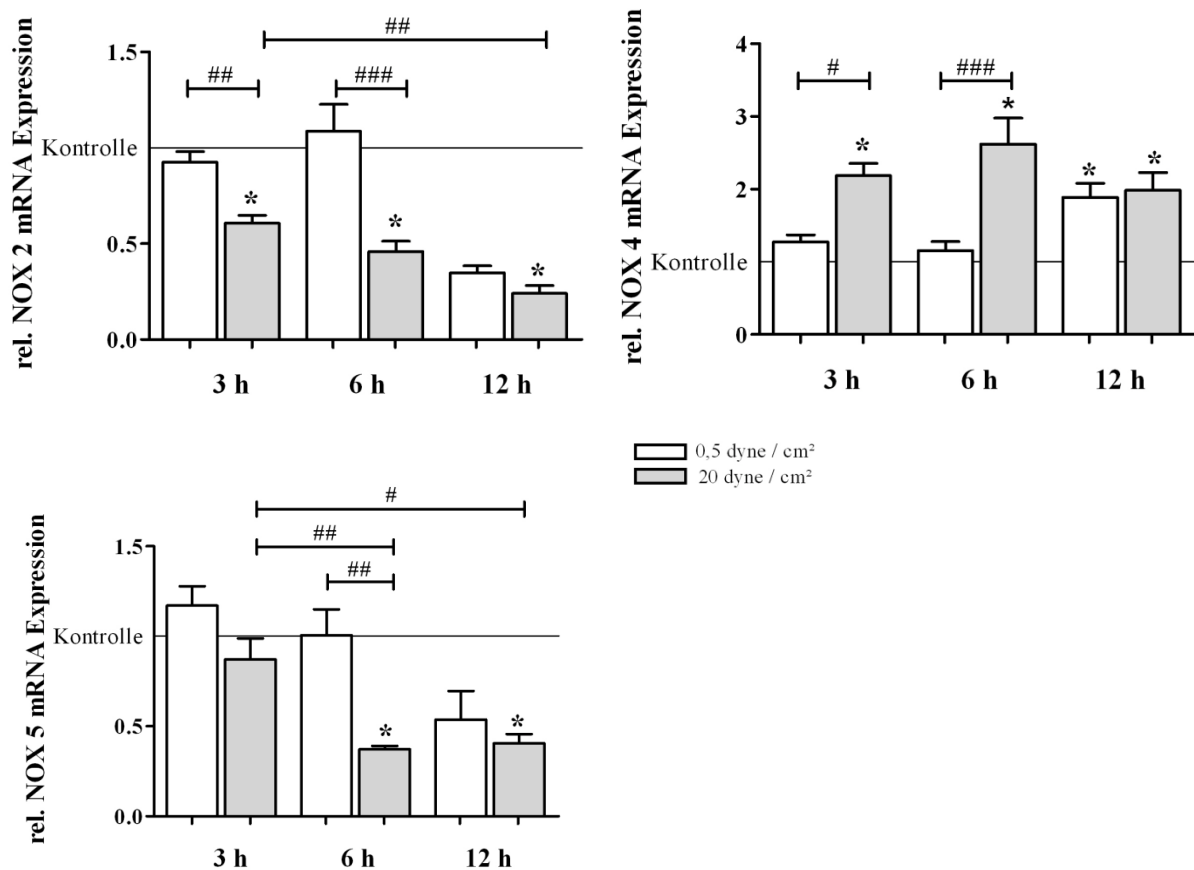 rel. NOX 2 mRNA Expression
1.5
Kontrolle
0.5
0.0
##
##
###
*
*
*
3 h
6 h
12 h
rel. NOX 4 mRNA Expression
4
3
2
Kontrolle
0
#
###
*
*
*
*
3 h
6 h
12 h
0,5 dyne / cm²
20 dyne / cm²
rel. NOX 5 mRNA Expression
1.5
Kontrolle
0.5
0.0
#
##
##
*
*
3 h
6 h
12 h